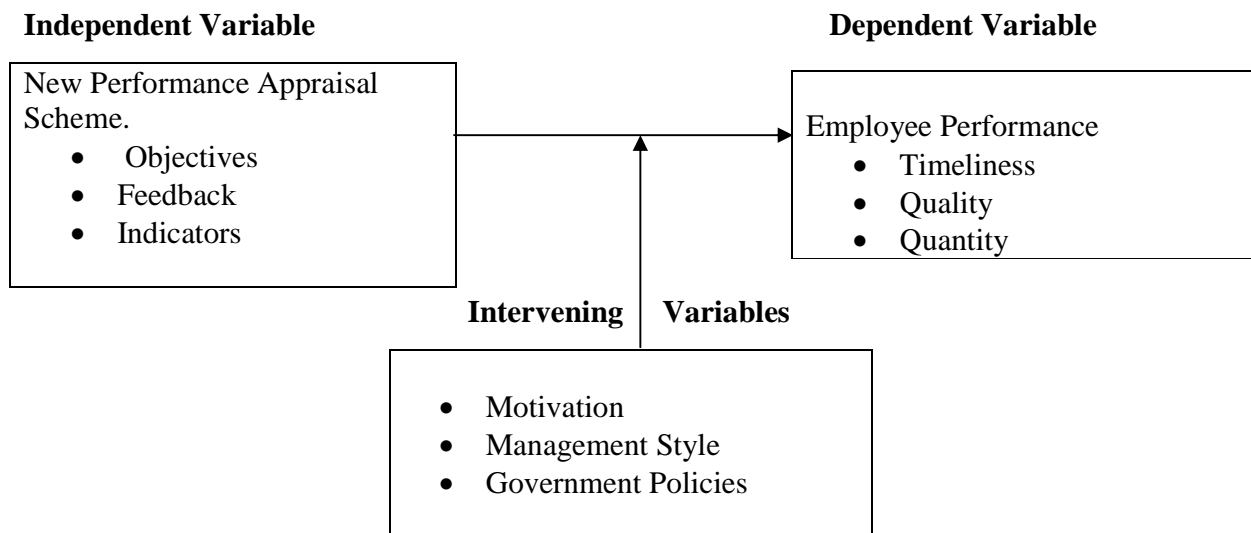 Independent Variable
Dependent Variable
New Performance Appraisal
Scheme.
• Objectives
• Feedback
• Indicators
Employee Performance
• Timeliness
• Quality
• Quantity
Intervening Variables
• Motivation
• Management Style
• Government Policies